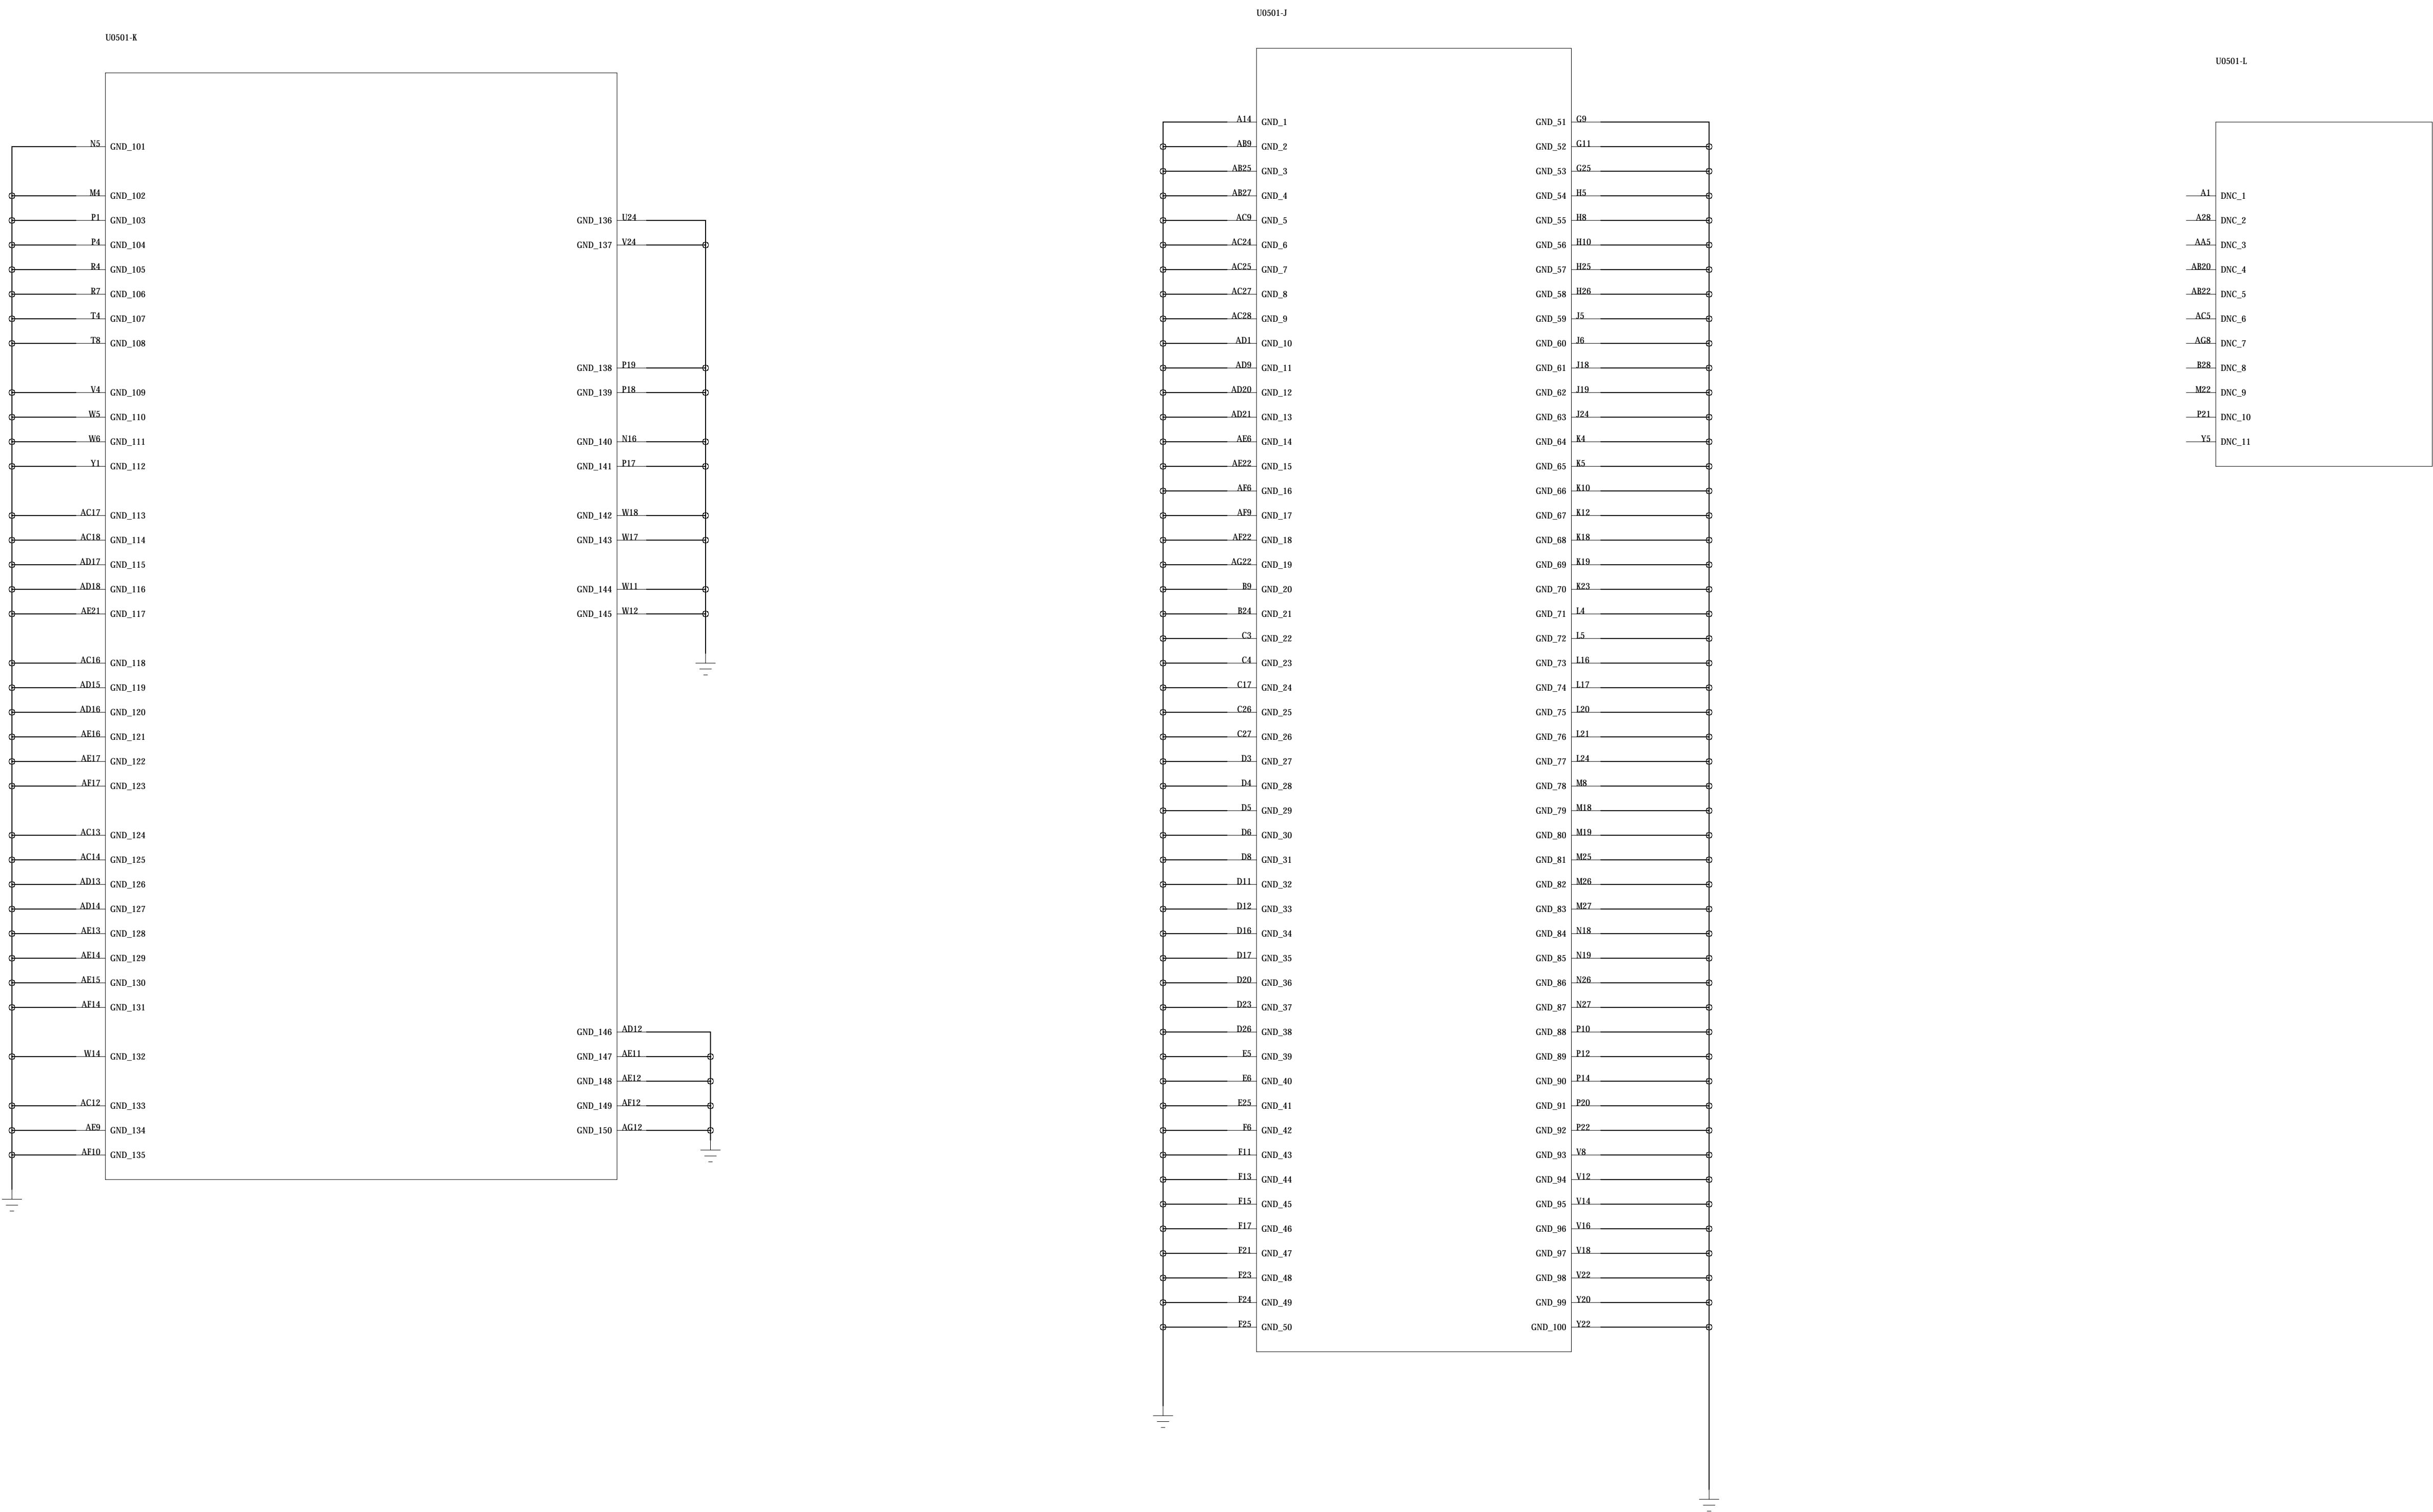 U0501-K
N5 GND_101
M4 GND_102
P1 GND_103 GND_136 U24
P4 GND_104 GND_137 V24
R4 GND_105
R7 GND_106
T4 GND_107
T8 GND_108
GND_138 P19
V4 GND_109 GND_139 P18
W5 GND_110
W6 GND_111 GND_140 N16
Y1 GND_112 GND_141 P17
AC17 GND_113 GND_142 W18
AC18 GND_114 GND_143 W17
AD17 GND_115
AD18 GND_116 GND_144 W11
AE21 GND_117 GND_145 W12
AC16 GND_118
AD15 GND_119
AD16 GND_120
AE16 GND_121
AE17 GND_122
AF17 GND_123
AC13 GND_124
AC14 GND_125
AD13 GND_126
AD14 GND_127
AE13 GND_128
AE14 GND_129
AE15 GND_130
AF14 GND_131
GND_146 AD12
W14 GND_132 GND_147 AE11
GND_148 AE12
AC12 GND_133 GND_149 AF12
AE9 GND_134 GND_150 AG12
AF10 GND_135
U0501-J
A14 GND_1 GND_51 G9
AB9 GND_2 GND_52 G11
AB25 GND_3 GND_53 G25
AB27 GND_4 GND_54 H5
AC9 GND_5 GND_55 H8
AC24 GND_6 GND_56 H10
AC25 GND_7 GND_57 H25
AC27 GND_8 GND_58 H26
AC28 GND_9 GND_59 J5
AD1 GND_10 GND_60 J6
AD9 GND_11 GND_61 J18
AD20 GND_12 GND_62 J19
AD21 GND_13 GND_63 J24
AE6 GND_14 GND_64 K4
AE22 GND_15 GND_65 K5
AF6 GND_16 GND_66 K10
AF9 GND_17 GND_67 K12
AF22 GND_18 GND_68 K18
AG22 GND_19 GND_69 K19
B9 GND_20 GND_70 K23
B24 GND_21 GND_71 L4
C3 GND_22 GND_72 L5
C4 GND_23 GND_73 L16
C17 GND_24 GND_74 L17
C26 GND_25 GND_75 L20
C27 GND_26 GND_76 L21
D3 GND_27 GND_77 L24
D4 GND_28 GND_78 M8
D5 GND_29 GND_79 M18
D6 GND_30 GND_80 M19
D8 GND_31 GND_81 M25
D11 GND_32 GND_82 M26
D12 GND_33 GND_83 M27
D16 GND_34 GND_84 N18
D17 GND_35 GND_85 N19
D20 GND_36 GND_86 N26
D23 GND_37 GND_87 N27
D26 GND_38 GND_88 P10
E5 GND_39 GND_89 P12
E6 GND_40 GND_90 P14
E25 GND_41 GND_91 P20
F6 GND_42 GND_92 P22
F11 GND_43 GND_93 V8
F13 GND_44 GND_94 V12
F15 GND_45 GND_95 V14
F17 GND_46 GND_96 V16
F21 GND_47 GND_97 V18
F23 GND_48 GND_98 V22
F24 GND_49 GND_99 Y20
F25 GND_50 GND_100 Y22
U0501-L
A1 DNC_1
A28 DNC_2
AA5 DNC_3
AB20 DNC_4
AB22 DNC_5
AC5 DNC_6
AG8 DNC_7
B28 DNC_8
M22 DNC_9
P21 DNC_10
Y5 DNC_11